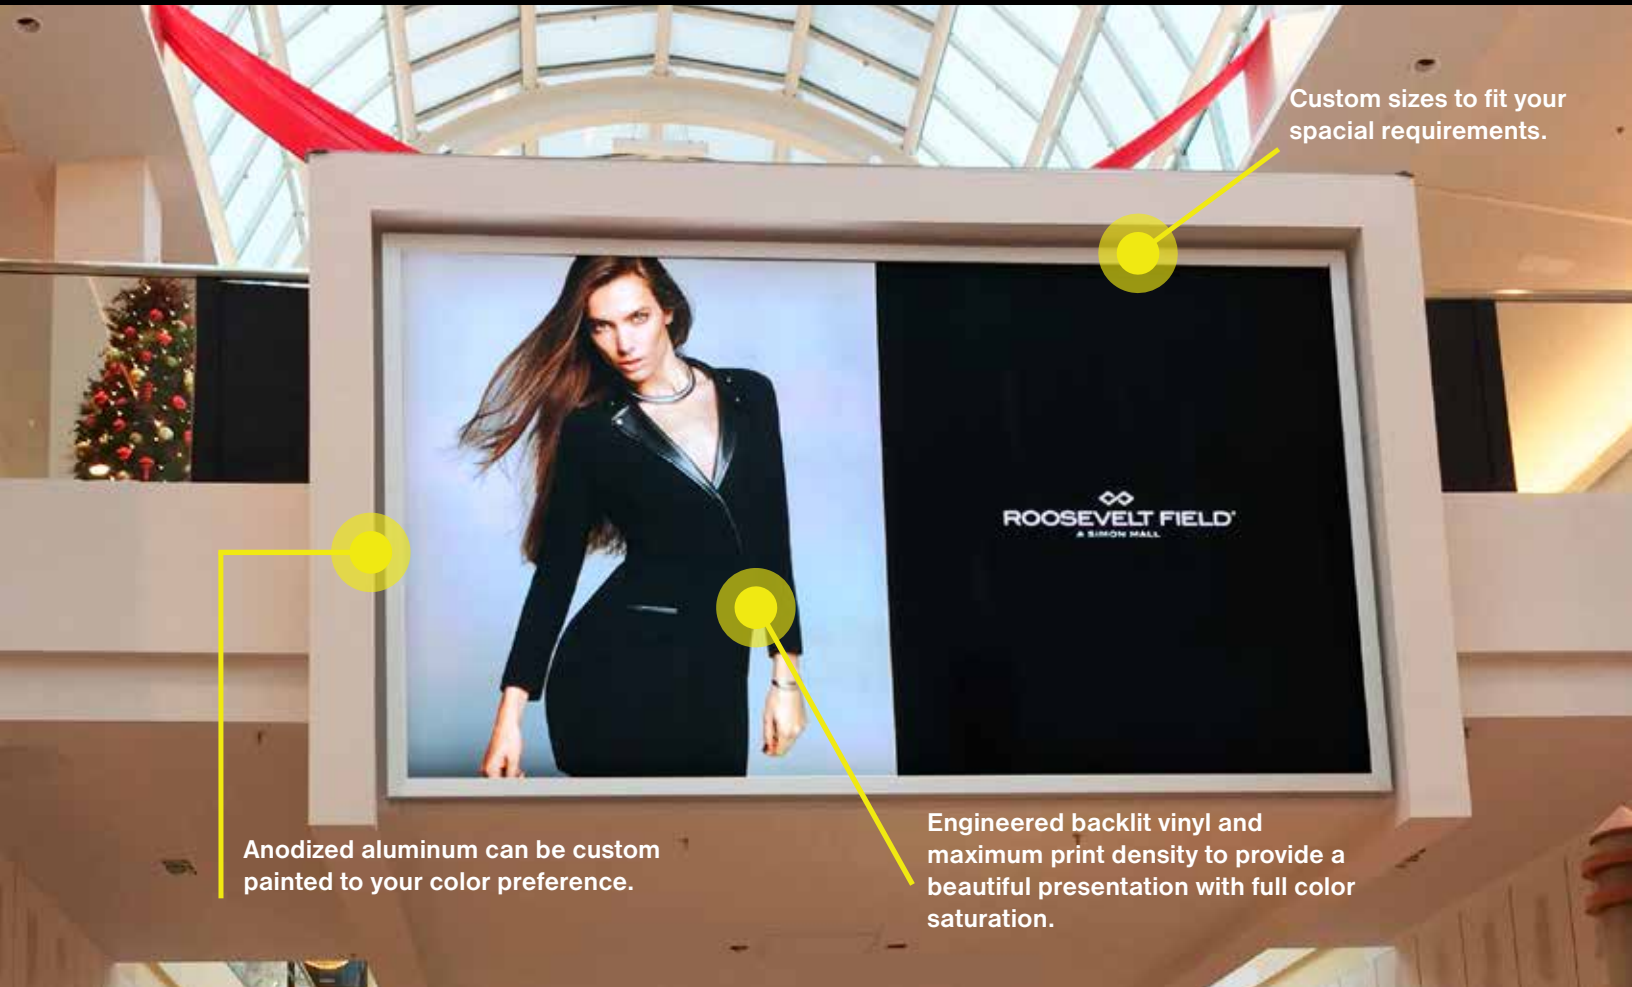 Custom sizes to fit your
spacial requirements.
ROOSEVELT FIELD®
A SIMON MALL
Anodized aluminum can be custom
painted to your color preference.
Engineered backlit vinyl and
maximum print density to provide a
beautiful presentation with full color
saturation.